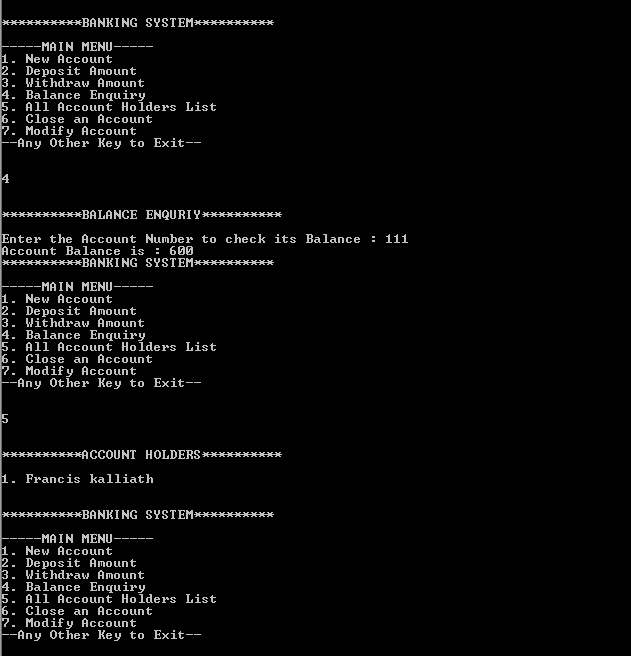 **********BANKING SYSTEM**********
-----MAIN MENU-----
1. New Account
2. Deposit Amount
3. Withdraw Amount
4. Balance Enquiry
5. All Account Holders List
6. Close an Account
7. Modify Account
--Any Other Key to Exit--
4
**********BALANCE ENQURIY**********
Enter the Account Number to check its Balance : 111
Account Balance is : 600
**********BANKING SYSTEM**********
-----MAIN MENU-----
1. New Account
2. Deposit Amount
3. Withdraw Amount
4. Balance Enquiry
5. All Account Holders List
6. Close an Account
7. Modify Account
--Any Other Key to Exit--
5
**********ACCOUNT HOLDERS**********
1. Francis kalliath
**********BANKING SYSTEM**********
-----MAIN MENU-----
1. New Account
2. Deposit Amount
3. Withdraw Amount
4. Balance Enquiry
5. All Account Holders List
6. Close an Account
7. Modify Account
--Any Other Key to Exit--